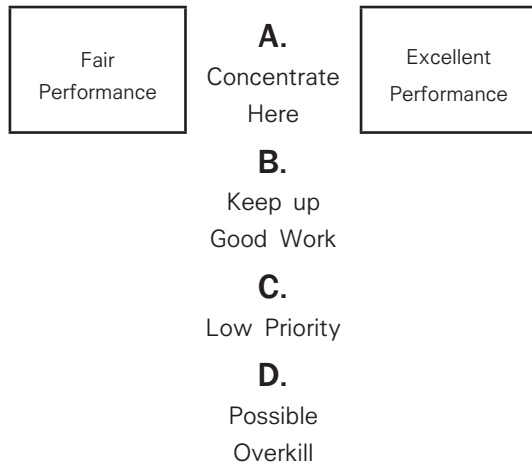 Fair
Performance
A.
Concentrate
Here
Excellent
Performance
B.
Keep up
Good Work
C.
Low Priority
D.
Possible
Overkill